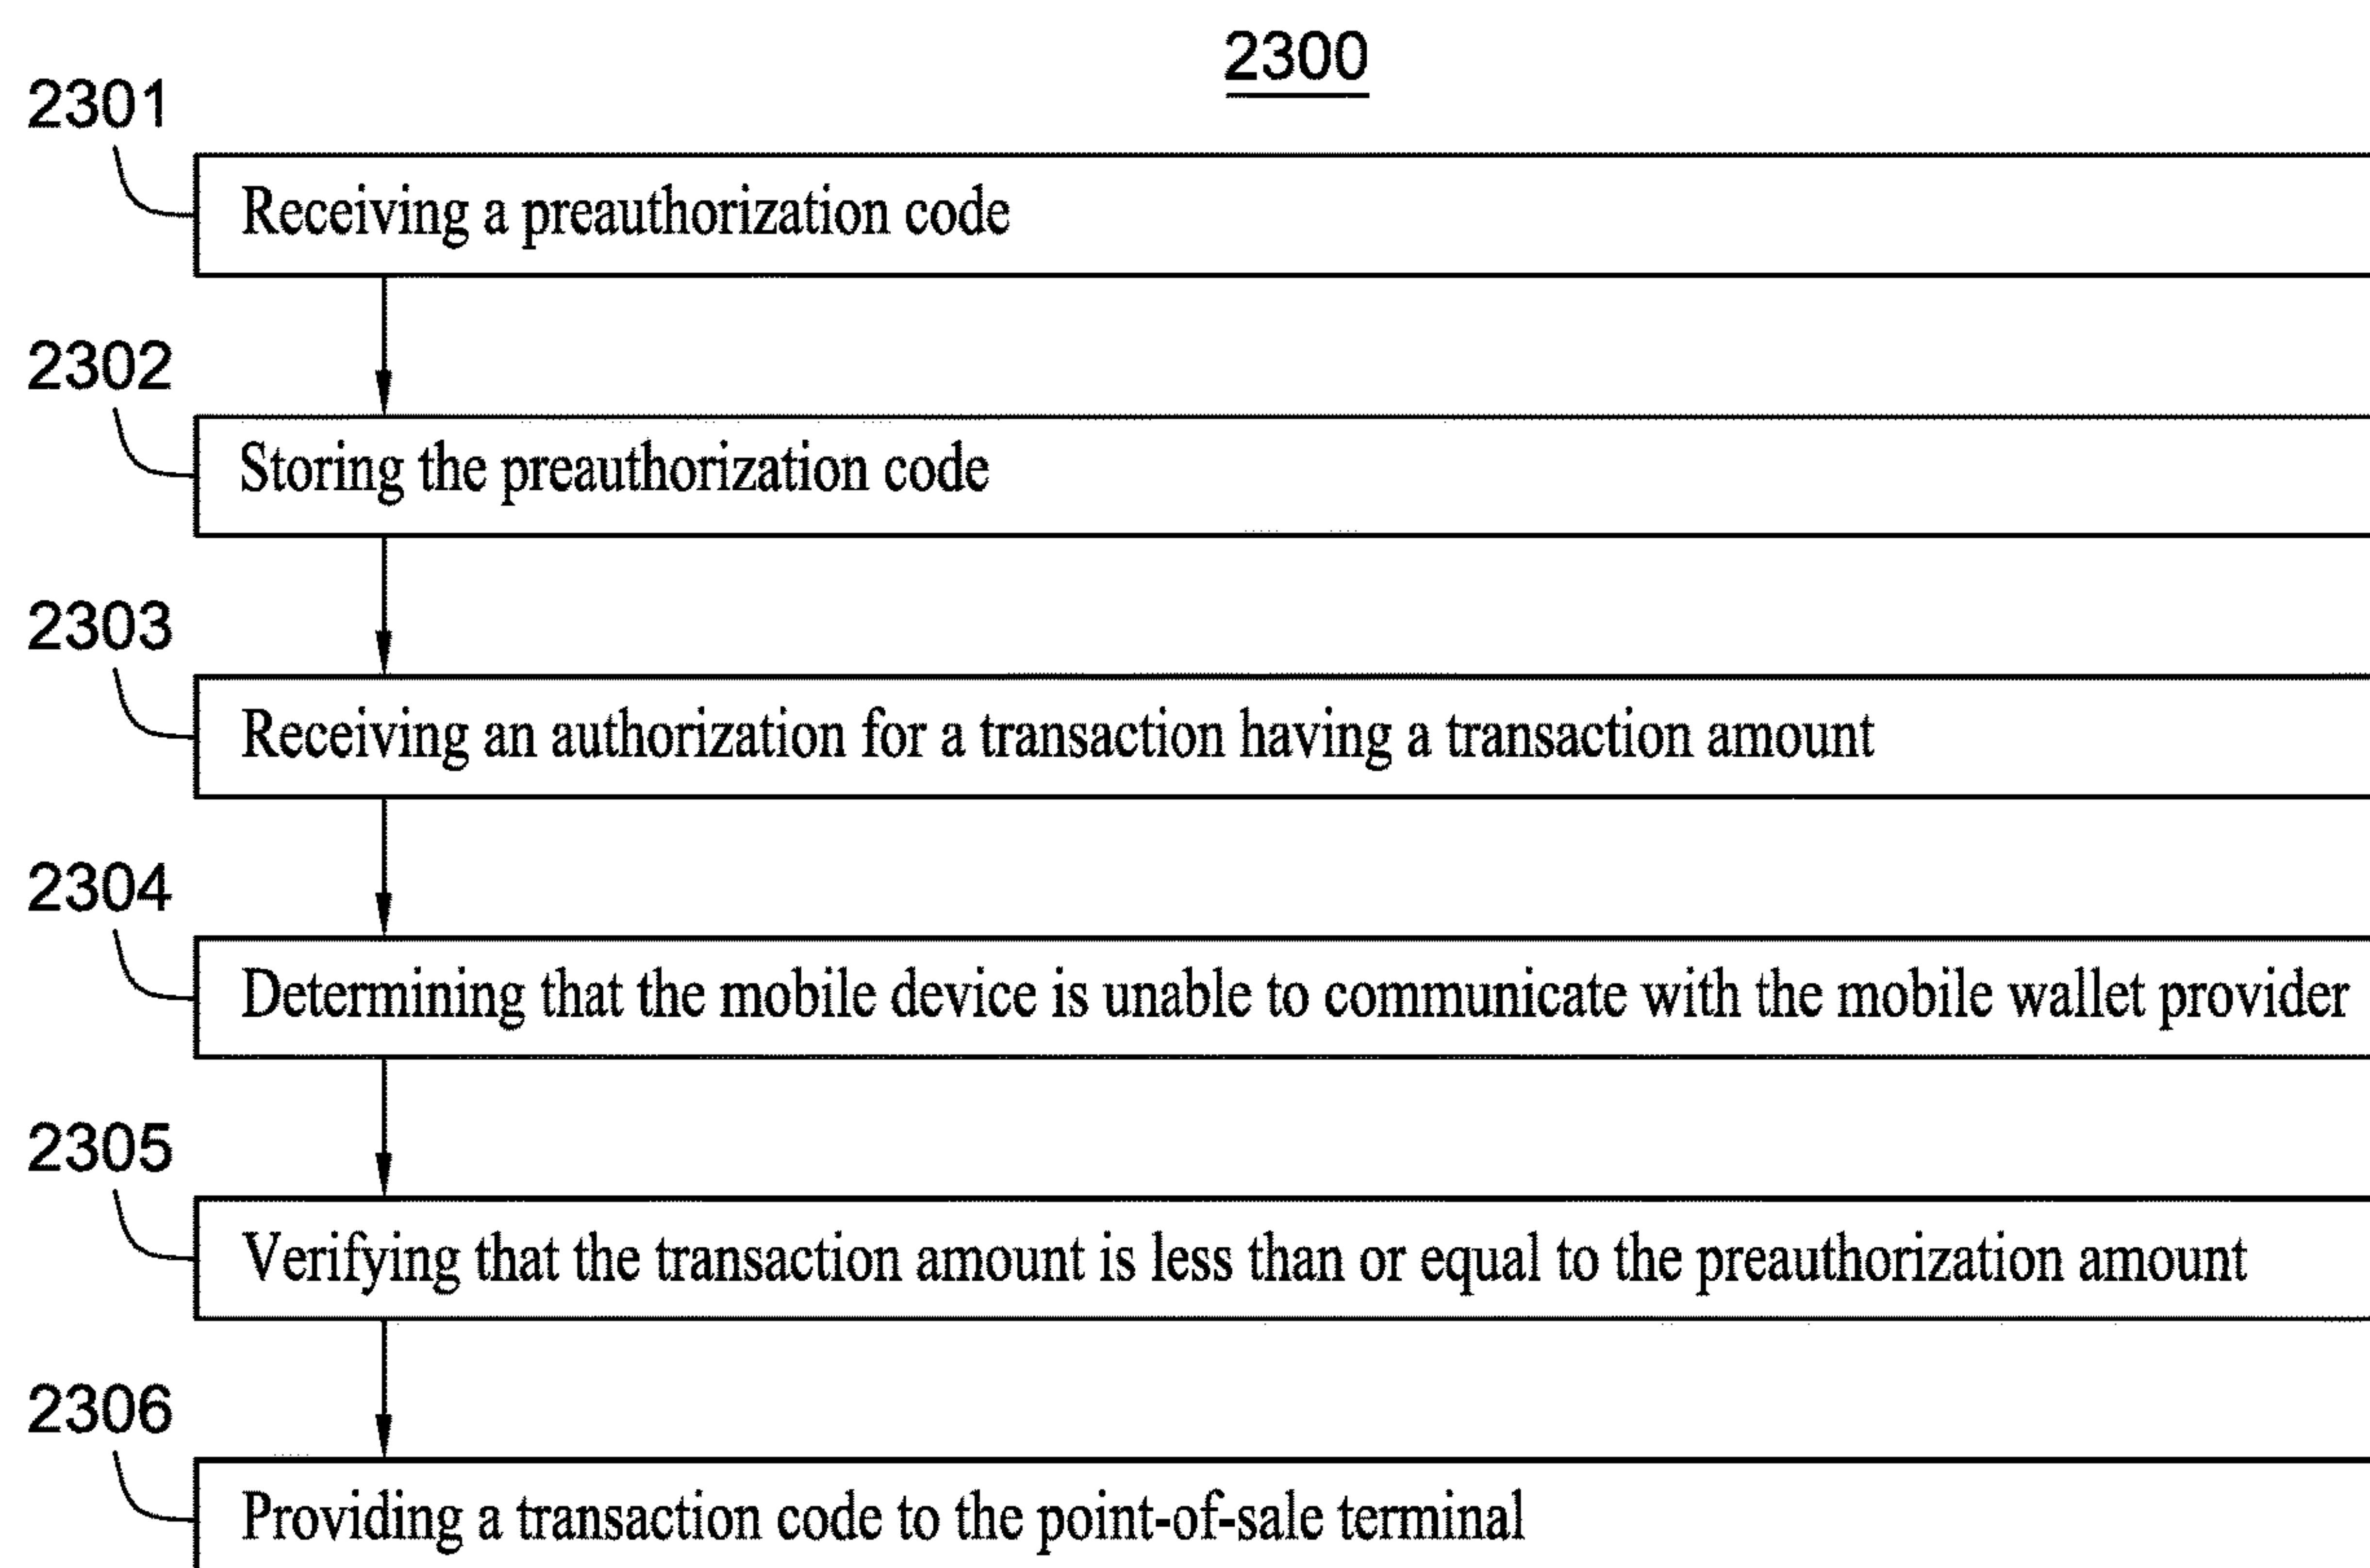 2300
2301
Receiving a preauthorization code
2302
Storing the preauthorization code
2303
Receiving an authorization for a transaction having a transaction amount
2304
Determining that the mobile device is unable to communicate with the mobile wallet provider
2305
Verifying that the transaction amount is less than or equal to the preauthorization amount
2306
Providing a transaction code to the point-of-sale terminal